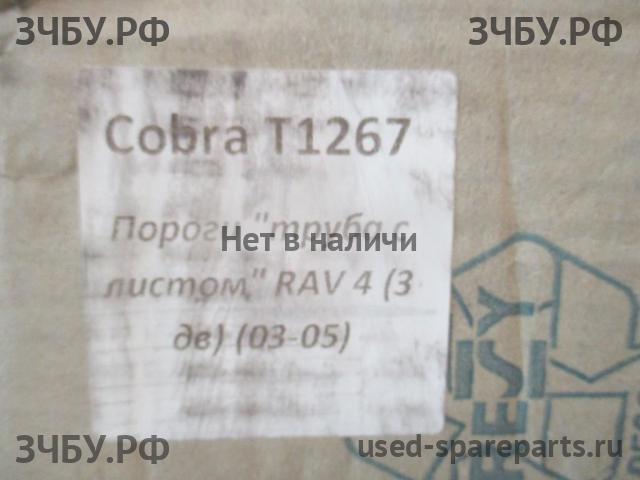 ЗЧБУ.РФ ЗЧБУ.РФ
Cobra T1267
Пороги "труба с
Нет в наличи
листом" RAV 4 (3
дв) (03-05)
RESY
ЗЧБУ.РФ used-spareparts.ru